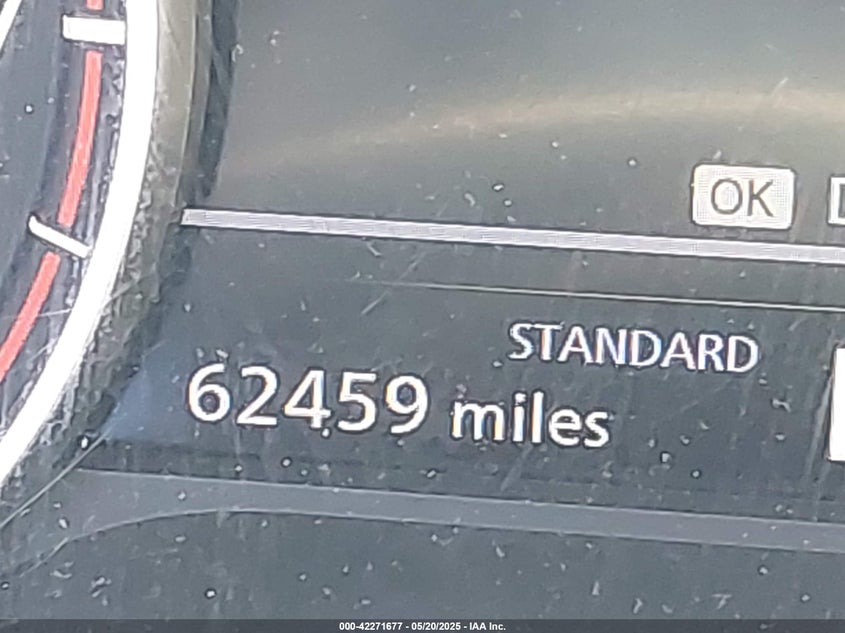 OK
STANDARD
62459 miles
000-42271677 - 05/20/2025 - IAA Inc.